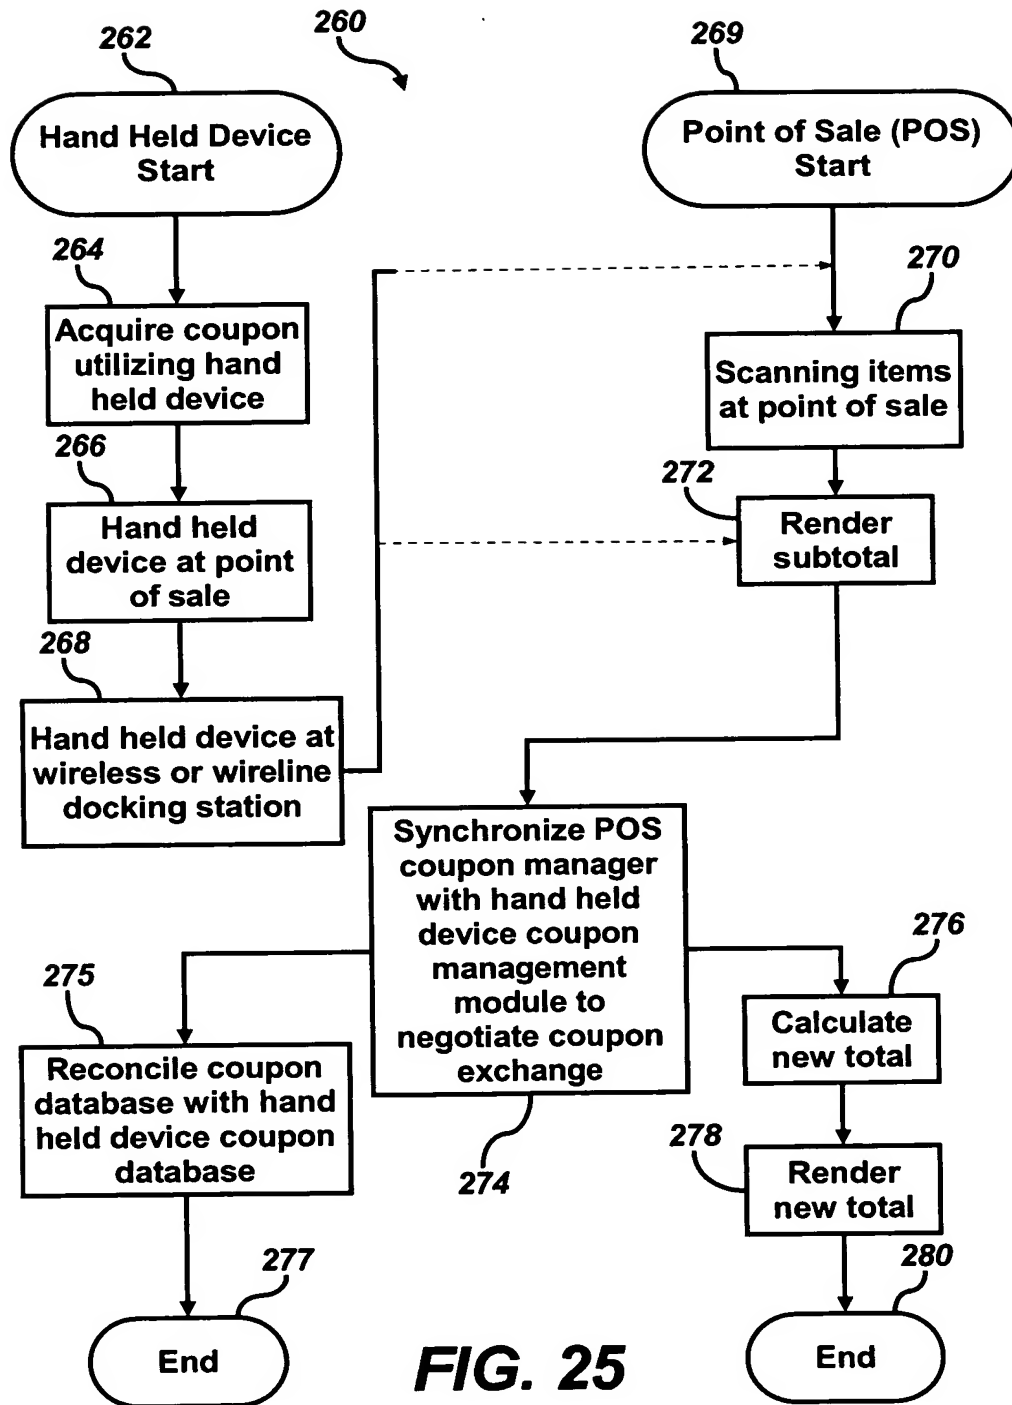 260
262
Hand Held Device
Start
264
Acquire coupon
utilizing hand
held device
266
Hand held
device at point
of sale
268
Hand held device at
wireless or wireline
docking station
269
Point of Sale (POS)
Start
270
Scanning items
at point of sale
272
Render
subtotal
Synchronize POS
coupon manager
with hand held
device coupon
management
module to
negotiate coupon
exchange
274
275
Reconcile coupon
database with hand
held device coupon
database
277
End
276
Calculate
new total
278
Render
new total
280
End
FIG. 25